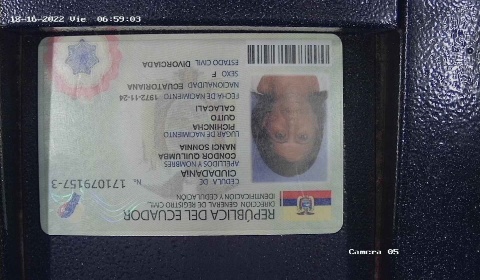 18-16-2022 Vie 06:59:03
REPÚBLICA DEL ECUADOR
DIRECCIÓN GENERAL DE REGISTRO CIVIL
IDENTIFICACIÓN Y CEDULACIÓN
CÉDULA DE
CIUDADANÍA
No. 171079157-3
APELLIDOS Y NOMBRES
CONDOR QUILUMBA
NANCI SONNIA
LUGAR DE NACIMIENTO
PICHINCHA
QUITO
CALACALI
FECHA DE NACIMIENTO 1972-11-24
NACIONALIDAD ECUATORIANA
SEXO F
ESTADO CIVIL DIVORCIADA
Camera 05